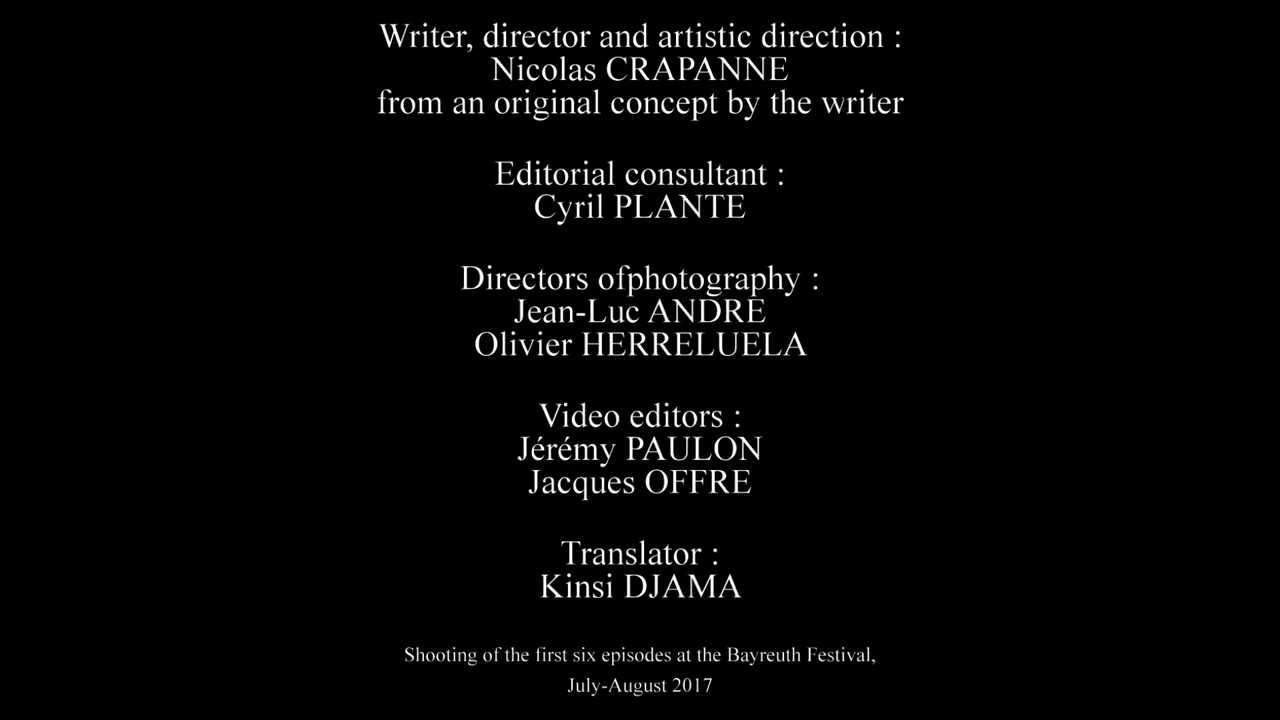 Writer, director and artistic direction :
Nicolas CRAPANNE
from an original concept by the writer
Editorial consultant :
Cyril PLANTE
Directors ofphotography :
Jean-Luc ANDRE
Olivier HERRELUELA
Video editors :
Jérémy PAULON
Jacques OFFRE
Translator :
Kinsi DJAMA
Shooting of the first six episodes at the Bayreuth Festival,
July-August 2017